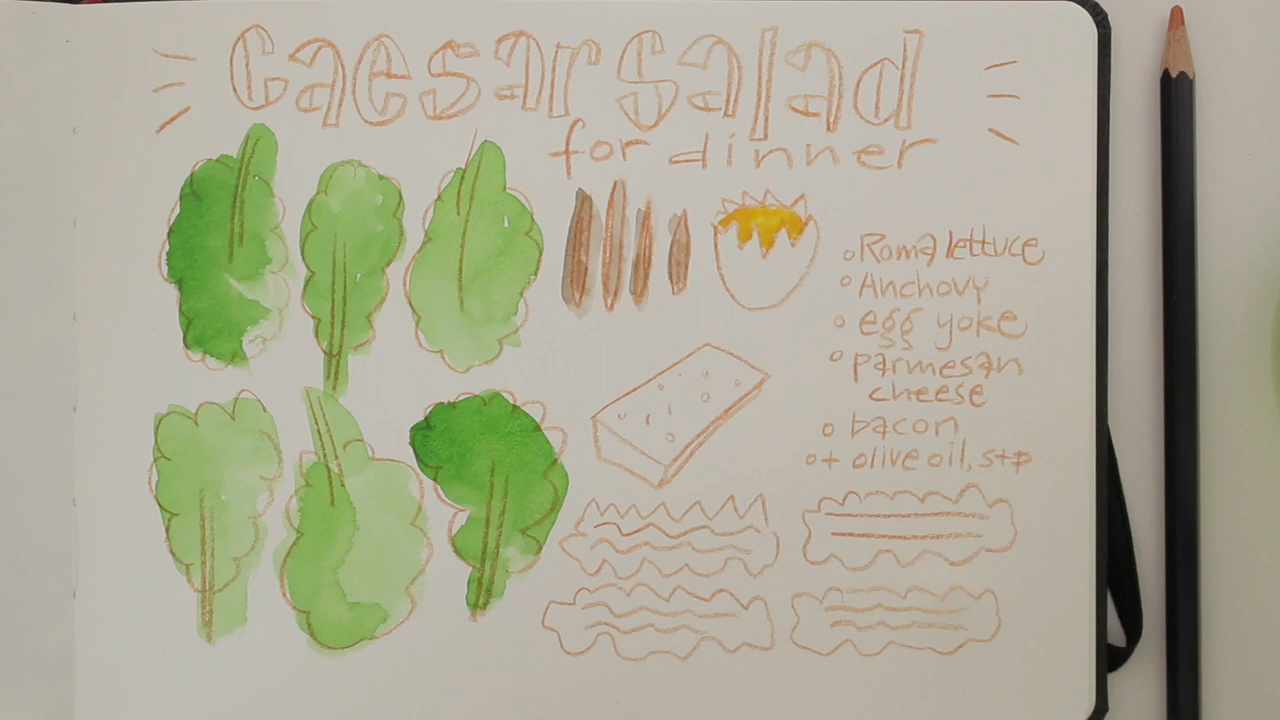 Caesar Salad
for dinner
Roma lettuce
Anchovy
egg yoke
parmesan
cheese
bacon
+ olive oil, s+p